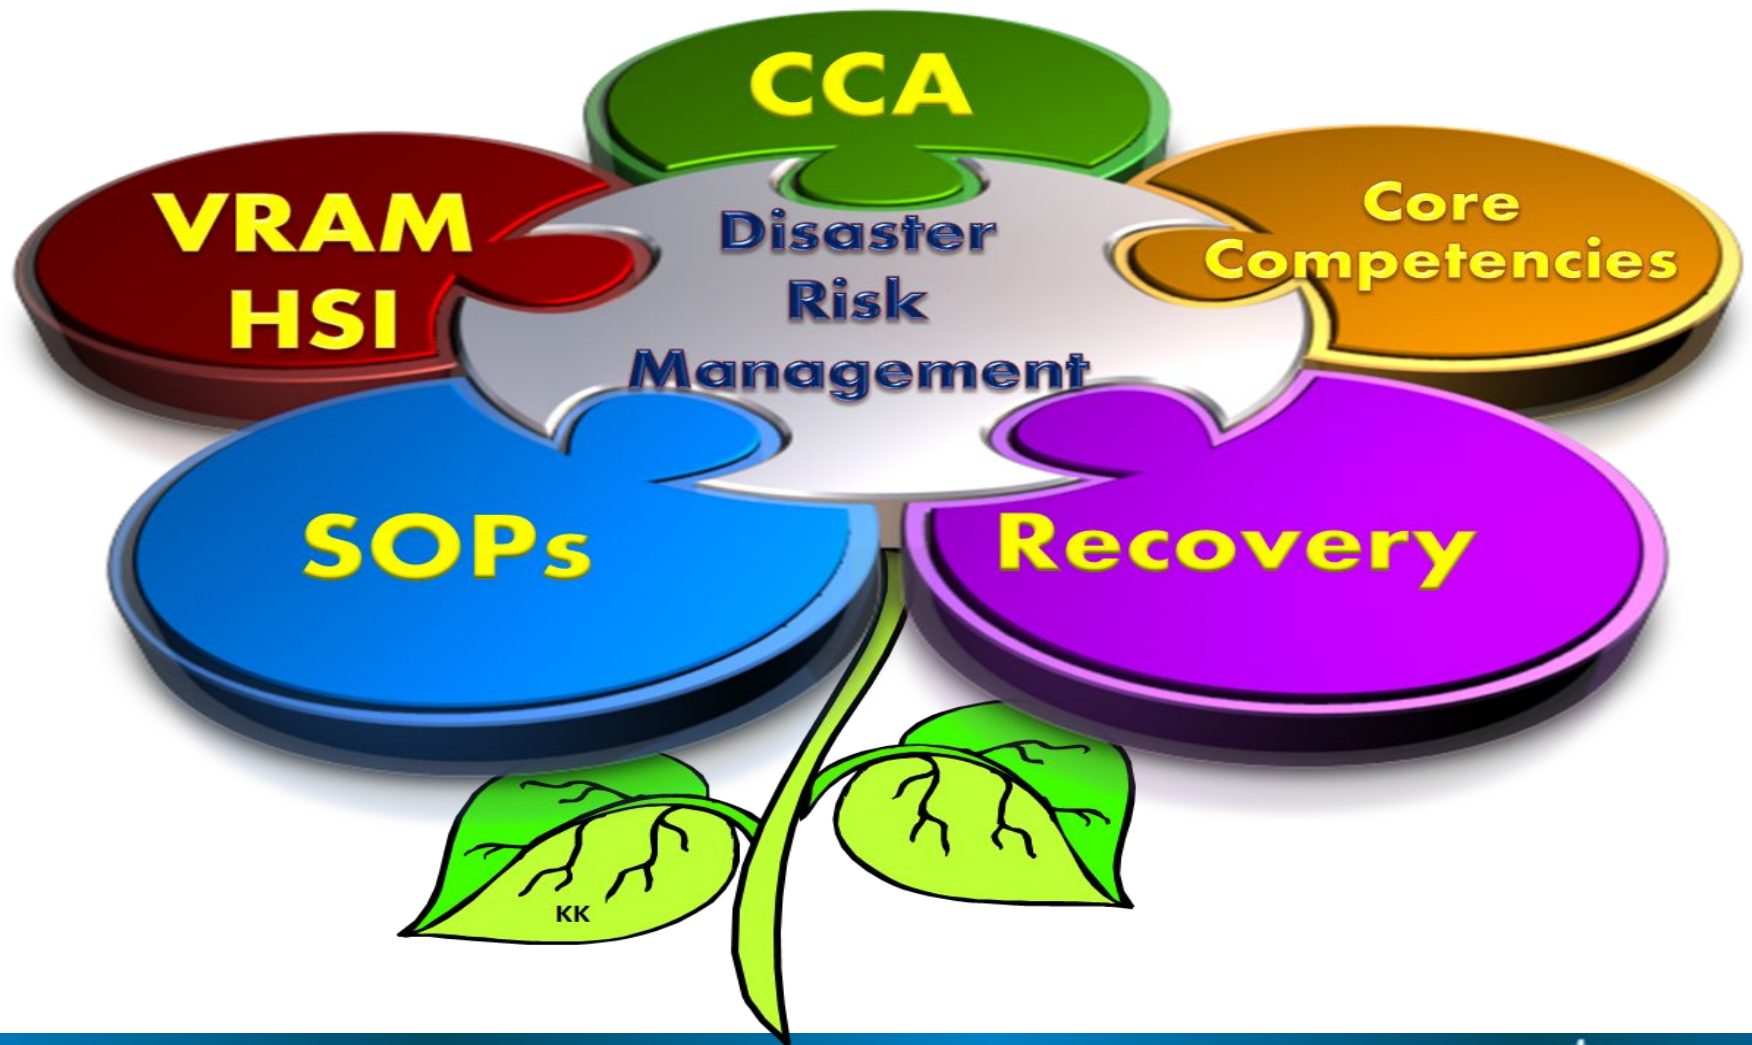 CCA
VRAM
HSI
Core
Competencies
Disaster
Risk
Management
SOPs
Recovery
KK